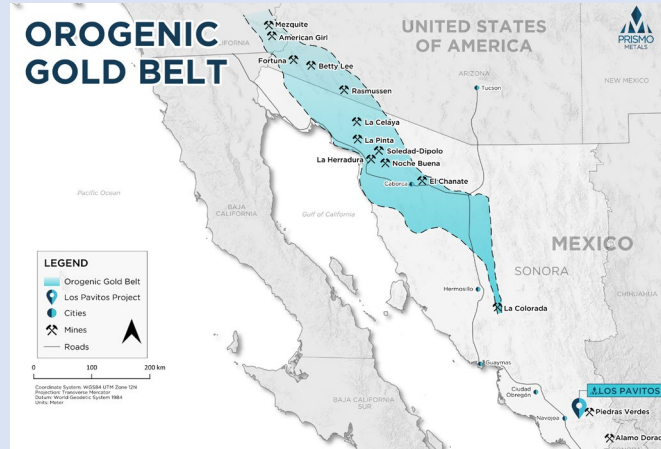 OROGENIC
GOLD BELT
UNITED STATES
OF AMERICA
PRISMO
METALS
CALIFORNIA
Mezquite
American Girl
Fortuna
Betty Lee
Rasmussen
ARIZONA
NEW MEXICO
Tucson
La Celaya
La Pinta
Soledad-Dipolo
La Herradura
Noche Buena
El Chanate
Caborca
Pacific Ocean
BAJA
CALIFORNIA
Gulf of California
MEXICO
SONORA
CHIHUAHUA
Hermosillo
La Colorada
LEGEND
Orogenic Gold Belt
Los Pavitos Project
Cities
Mines
Roads
0 100 200 km
Coordinate System: WGS84 UTM Zone 12N
Projection: Transverse Mercator
Datum: World Geodetic System 1984
Units: Meter
Guaymas
BAJA CALIFORNIA
SUR
Ciudad
Obregón
Navojoa
LOS PAVITOS
Piedras Verdes
Alamo Dorad